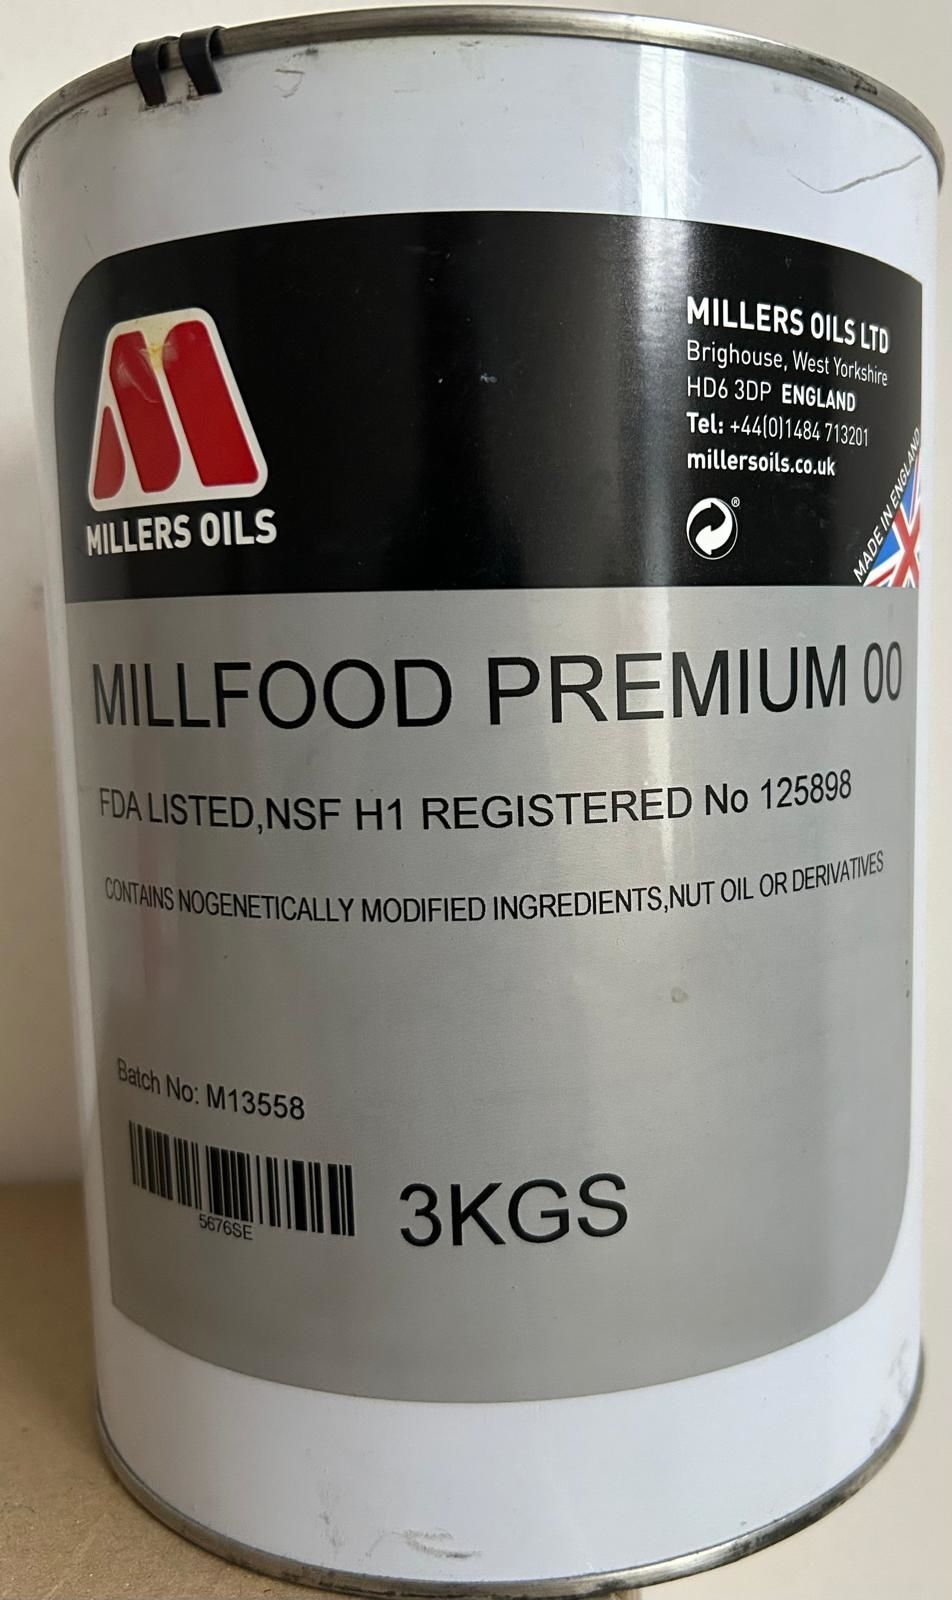 MILLERS OILS
MILLERS OILS LTD
Brighouse, West Yorkshire
HD6 3DP ENGLAND
Tel: +44(0)1484 713201
millersoils.co.uk
®
MADE IN ENGLAND
MILLFOOD PREMIUM 00
FDA LISTED,NSF H1 REGISTERED No 125898
CONTAINS NOGENETICALLY MODIFIED INGREDIENTS,NUT OIL OR DERIVATIVES
Batch No: M13558
5676SE
3KGS